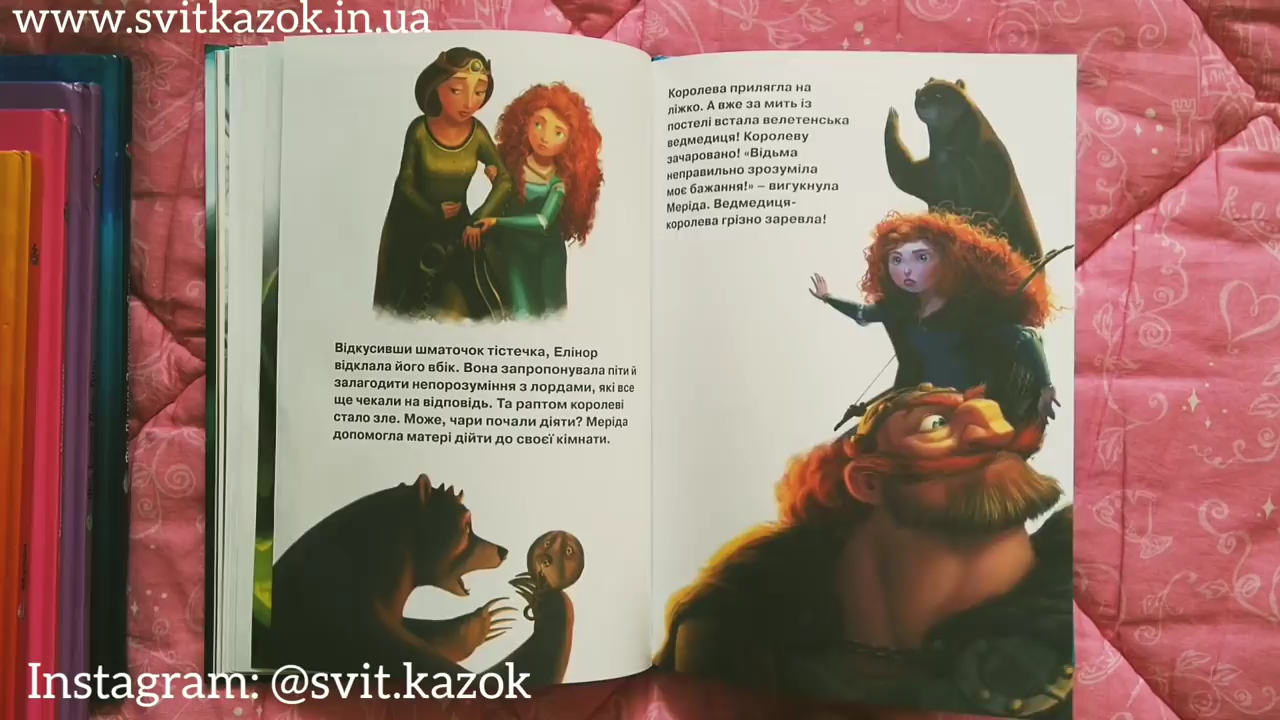 www.svitkazok.in.ua
Відкусивши шматочок тістечка, Елінор
відклала його вбік. Вона запропонувала піти й
залагодити непорозуміння з лордами, які все
ще чекали на відповідь. Та раптом королеві
стало зле. Може, чари почали діяти? Меріда
допомогла матері дійти до своєї кімнати.
Королева прилягла на
ліжко. А вже за мить із
постелі встала велетенська
ведмедиця! Королеву
зачаровано! «Відьма
неправильно зрозуміла
моє бажання!» – вигукнула
Меріда. Ведмедиця-
королева грізно заревла!
Instagram: @svit.kazok